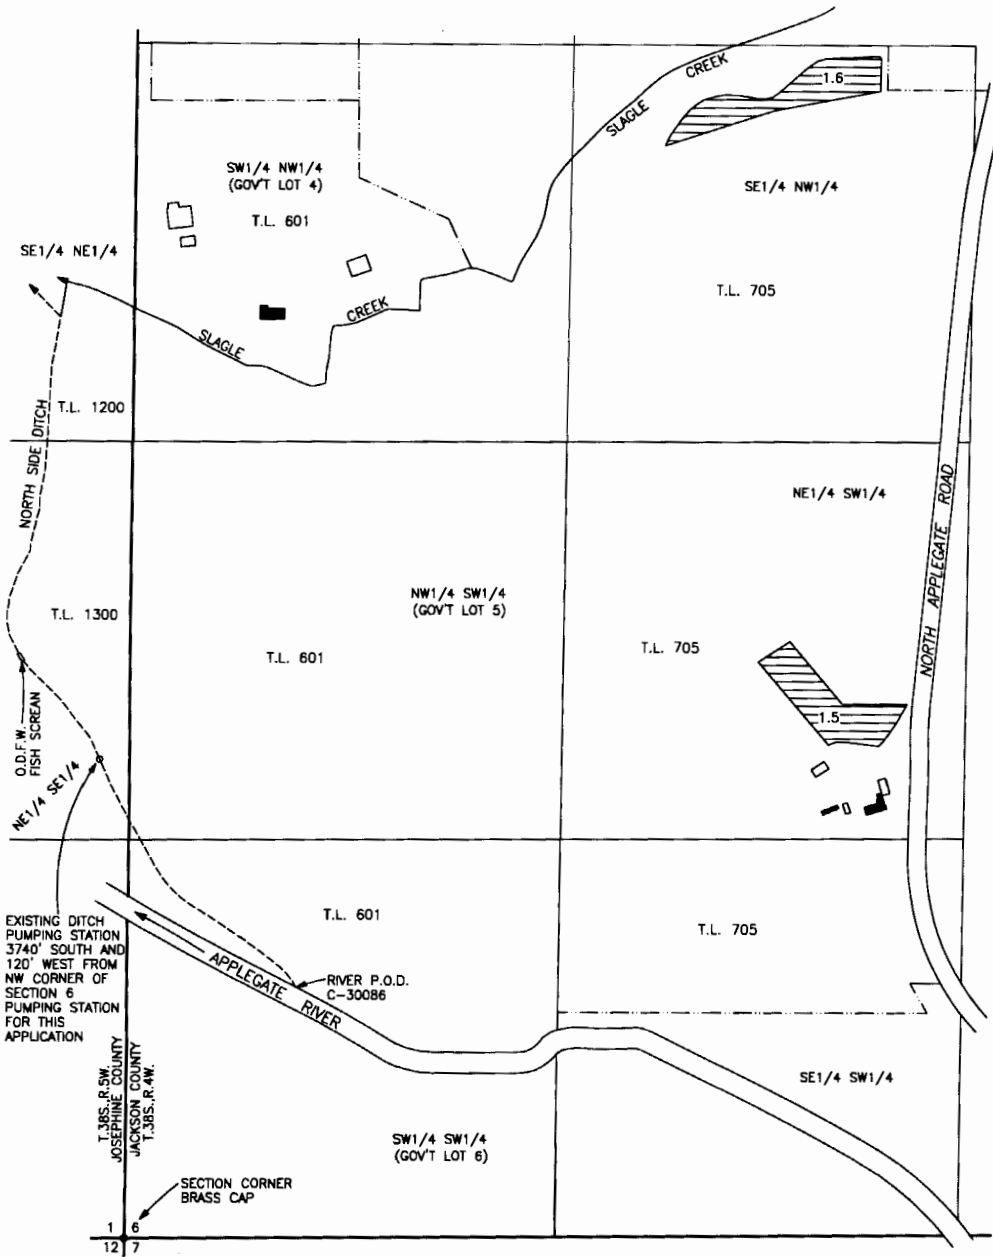 CREEK
SLAGLE
1.6
SW1/4 NW1/4
(GOV'T LOT 4)
T.L. 601
SE1/4 NW1/4
SE1/4 NE1/4
T.L. 705
CREEK
SLAGLE
T.L. 1200
NORTH SIDE DITCH
NE1/4 SW1/4
NORTH APPLEGATE ROAD
NW1/4 SW1/4
(GOV'T LOT 5)
T.L. 1300
T.L. 601
T.L. 705
1.5
O.D.F.W.
FISH SCREAN
NE1/4 SE1/4
T.L. 601
T.L. 705
EXISTING DITCH
PUMPING STATION
3740' SOUTH AND
120' WEST FROM
NW CORNER OF
SECTION 6
PUMPING STATION
FOR THIS
APPLICATION
APPLEGATE RIVER
RIVER P.O.D.
C-30086
T.38S.,R.5W.
JOSEPHINE COUNTY
JACKSON COUNTY
T.38S.,R.4W.
SE1/4 SW1/4
SW1/4 SW1/4
(GOV'T LOT 6)
SECTION CORNER
BRASS CAP
1 6
12 7